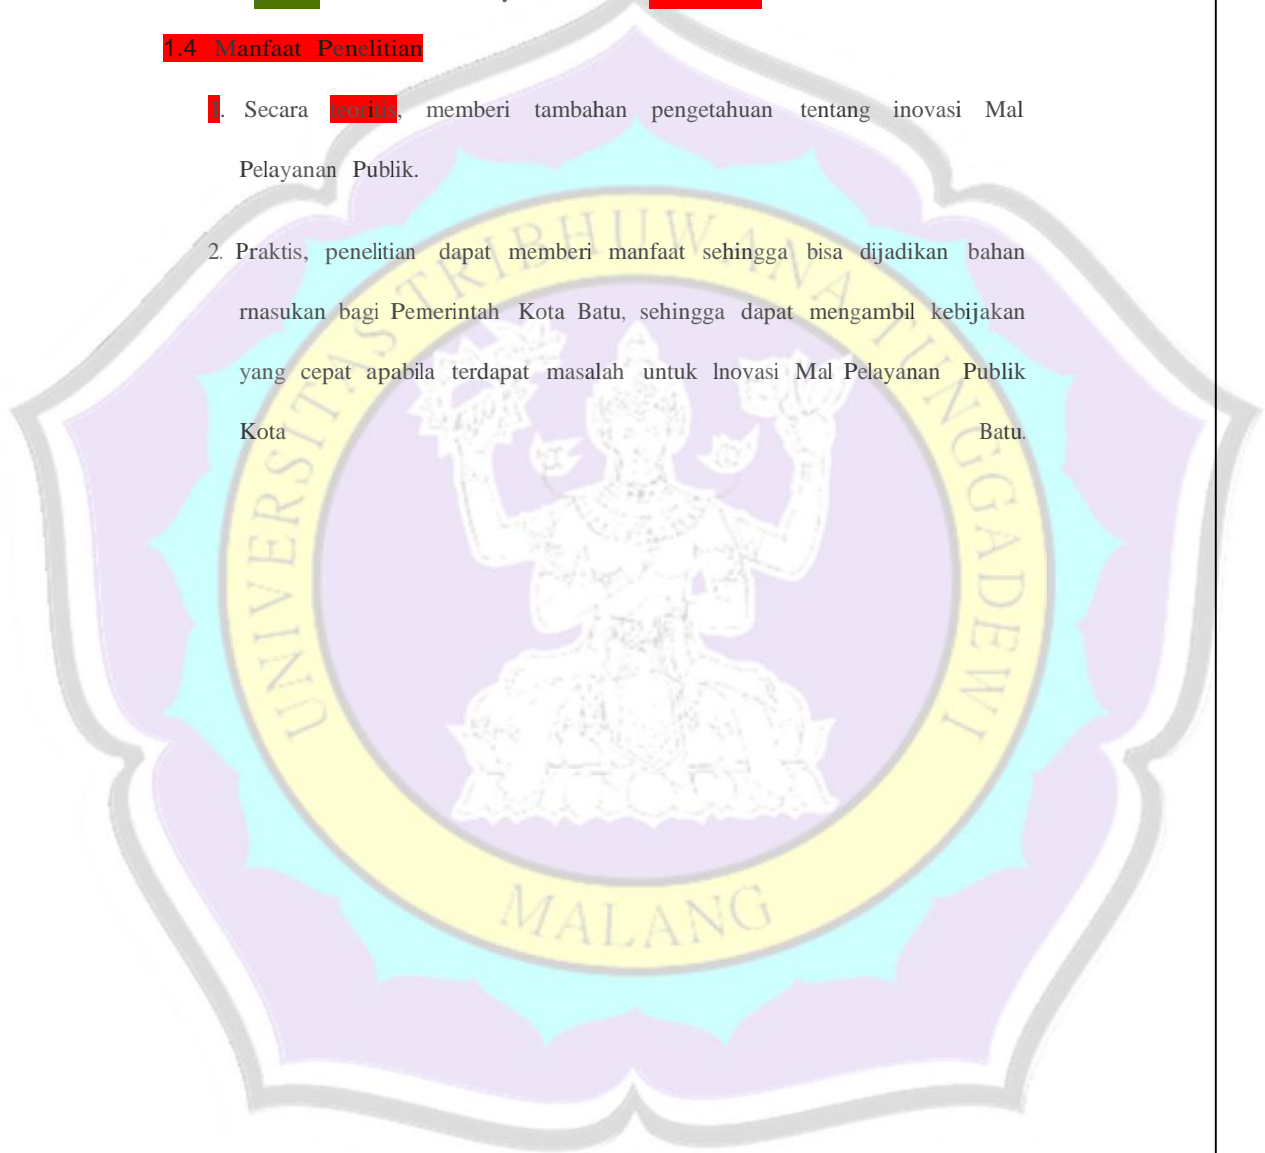 1.4 Manfaat Penelitian
1. Secara teoritis, memberi tambahan pengetahuan tentang inovasi Mal
Pelayanan Publik.
2. Praktis, penelitian dapat memberi manfaat sehingga bisa dijadikan bahan
rnasukan bagi Pemerintah Kota Batu, sehingga dapat mengambil kebijakan
yang cepat apabila terdapat masalah untuk lnovasi Mal Pelayanan Publik
Kota Batu.
UNIVERSITAS TRIBHUWANA TUNGGADEWI
MALANG